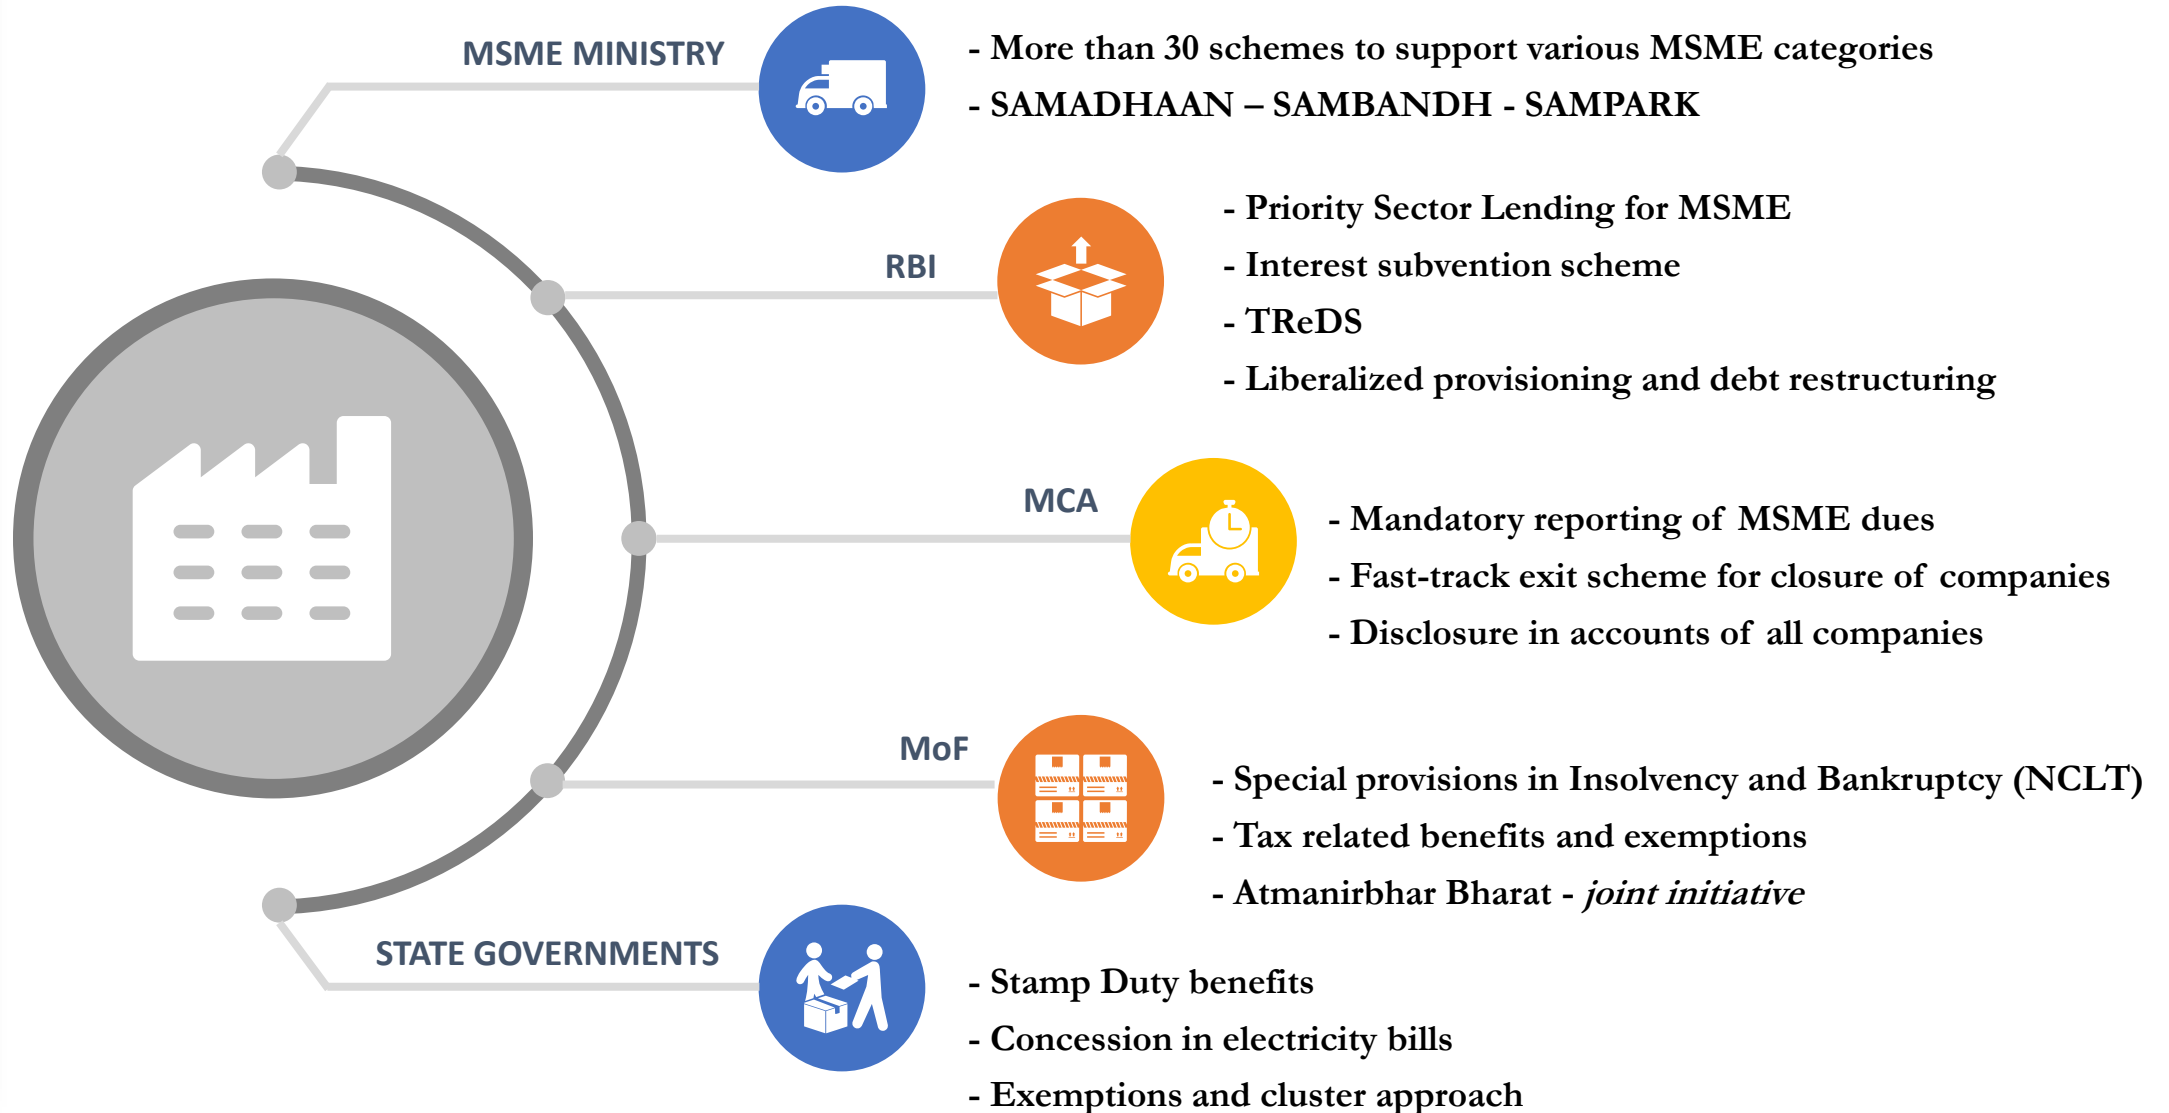 MSME MINISTRY
- More than 30 schemes to support various MSME categories
- SAMADHAAN – SAMBANDH - SAMPARK
RBI
- Priority Sector Lending for MSME
- Interest subvention scheme
- TReDS
- Liberalized provisioning and debt restructuring
MCA
- Mandatory reporting of MSME dues
- Fast-track exit scheme for closure of companies
- Disclosure in accounts of all companies
MoF
- Special provisions in Insolvency and Bankruptcy (NCLT)
- Tax related benefits and exemptions
- Atmanirbhar Bharat - joint initiative
STATE GOVERNMENTS
- Stamp Duty benefits
- Concession in electricity bills
- Exemptions and cluster approach